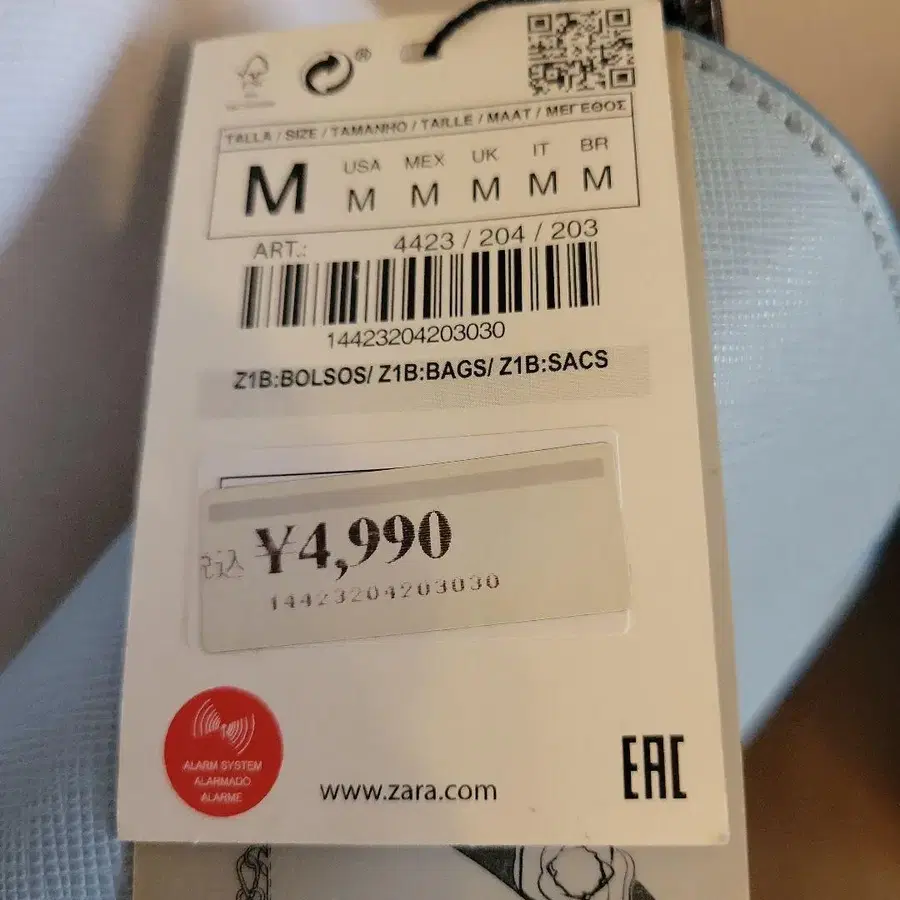 ®
TALLA / SIZE / TAMANHO / TAILLE / MAAT / ΜΕΓΕΘΟΣ
M
USA MEX UK IT BR
M M M M M
ART.: 4423 / 204 / 203
14423204203030
Z1B:BOLSOS/ Z1B:BAGS/ Z1B:SACS
税込 ¥4,990
14423204203030
ALARM SYSTEM
ALARMADO
ALARME
www.zara.com
EAC